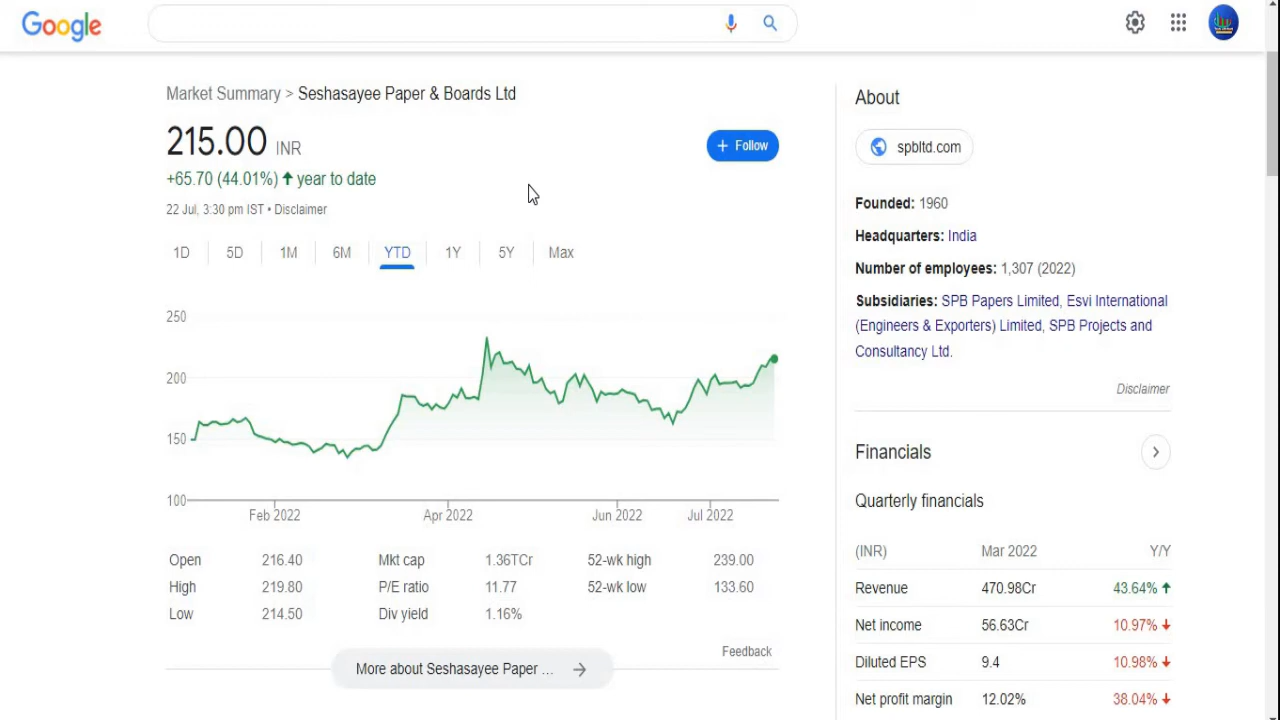 Google
Market Summary > Seshasayee Paper & Boards Ltd
215.00 INR
+ Follow
+65.70 (44.01%) ↑ year to date
22 Jul, 3:30 pm IST • Disclaimer
1D 5D 1M 6M YTD 1Y 5Y Max
250
200
150
100
Feb 2022 Apr 2022 Jun 2022 Jul 2022
Open 216.40 Mkt cap 1.36TCr 52-wk high 239.00
High 219.80 P/E ratio 11.77 52-wk low 133.60
Low 214.50 Div yield 1.16%
Feedback
More about Seshasayee Paper ... →
About
spbltd.com
Founded: 1960
Headquarters: India
Number of employees: 1,307 (2022)
Subsidiaries: SPB Papers Limited, Esvi International
(Engineers & Exporters) Limited, SPB Projects and
Consultancy Ltd.
Disclaimer
Financials
Quarterly financials
(INR) Mar 2022 Y/Y
Revenue 470.98Cr 43.64% ↑
Net income 56.63Cr 10.97% ↓
Diluted EPS 9.4 10.98% ↓
Net profit margin 12.02% 38.04% ↓